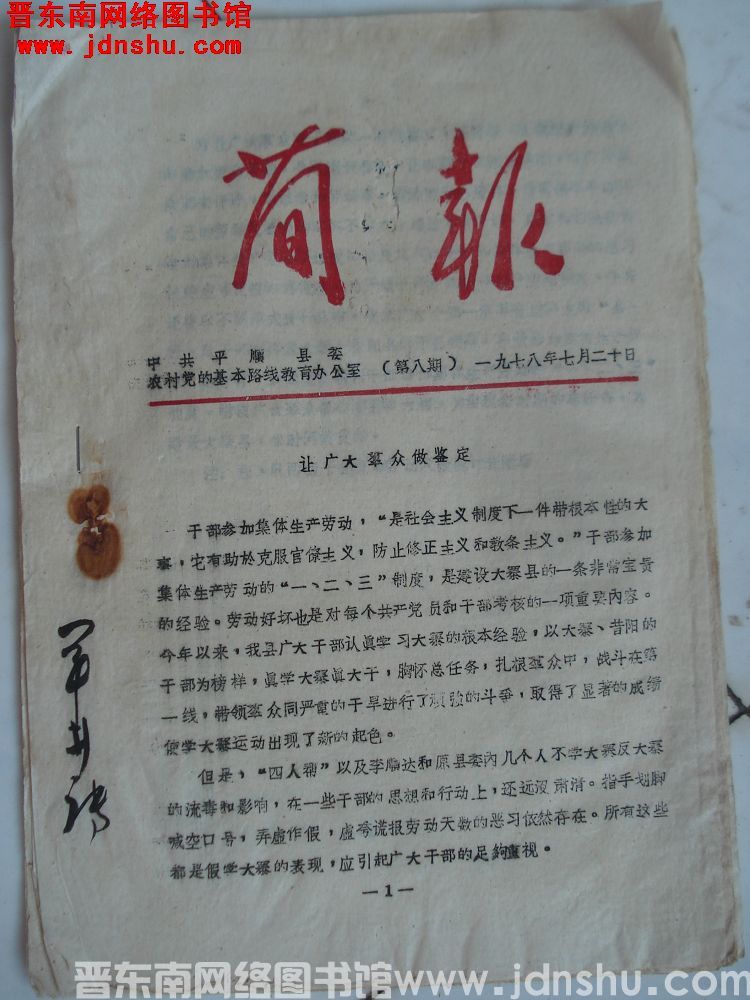 晋东南网络图书馆
www.jdnshu.com
简报
中共平顺县委
农村党的基本路线教育办公室 (第八期) 一九七八年七月二十日
让广大羣众做鉴定
干部参加集体生产劳动，“是社会主义制度下一件带根本性的大
事，它有助於克服官僚主义，防止修正主义和教条主义。”干部参加
集体生产劳动的“一、二、三”制度，是建设大寨县的一条非常宝贵
的经验。劳动好坏也是对每个共产党员和干部考核的一项重要内容。
今年以来，我县广大干部认真学习大寨的根本经验，以大寨、昔阳的
干部为榜样，真学大寨真大干，胸怀总任务，扎根羣众中，战斗在第
一线，带领羣众同严重的干旱进行了顽强的斗争，取得了显著的成绩
使学大寨运动出现了新的起色。
但是，“四人帮”以及李顺达和原县委内几个人不学大寨反大寨
的流毒和影响，在一些干部的思想和行动上，还远没肃清。指手划脚
喊空口号，弄虚作假，虚夸谎报劳动天数的恶习依然存在。所有这些
都是假学大寨的表现，应引起广大干部的足夠重视。
—1—
晋东南网络图书馆www.jdnshu.com